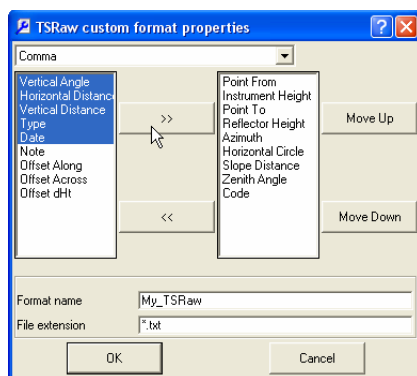 TSRaw custom format properties
Comma
Vertical Angle
Horizontal Distanc
Vertical Distance
Type
Date
Note
Offset Along
Offset Across
Offset dHt
>>
<<
Point From
Instrument Height
Point To
Reflector Height
Azimuth
Horizontal Circle
Slope Distance
Zenith Angle
Code
Move Up
Move Down
Format name
My_TSRaw
File extension
*.txt
OK
Cancel